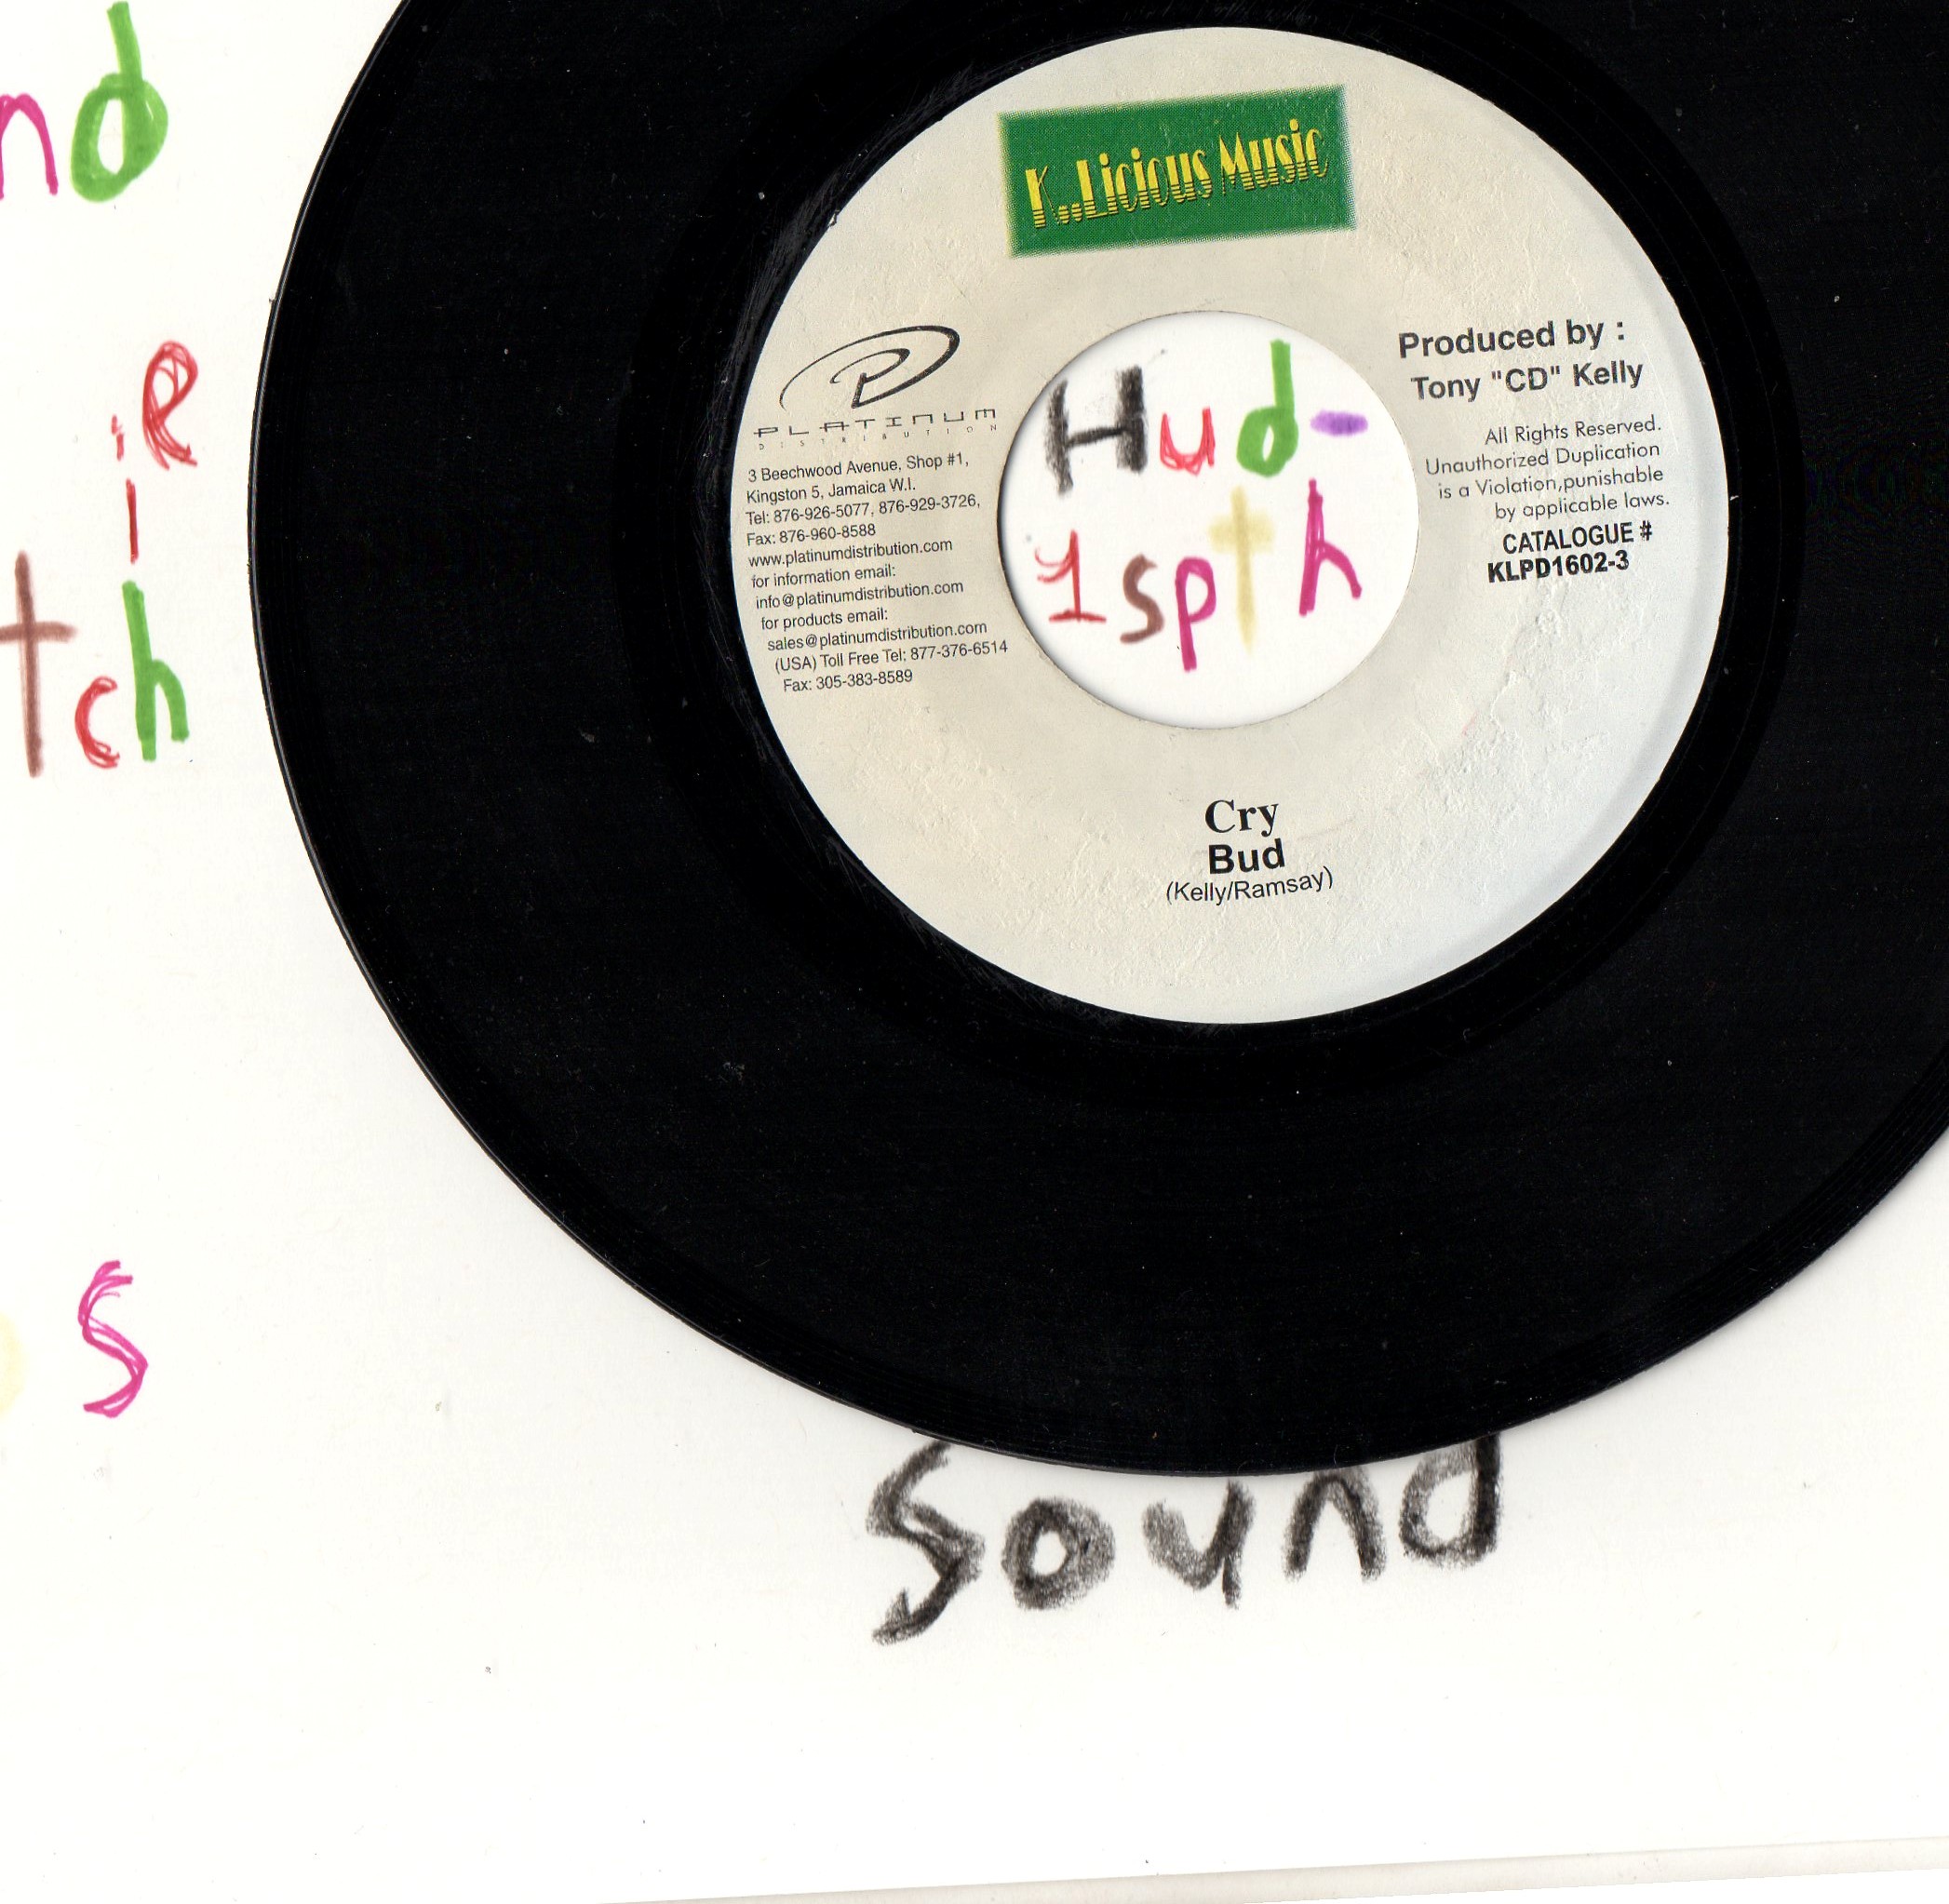 nd
R
tch
S
K..Licious Music
PLATINUM
DISTRIBUTION
3 Beechwood Avenue, Shop #1,
Kingston 5, Jamaica W.I.
Tel: 876-926-5077, 876-929-3726,
Fax: 876-960-8588
www.platinumdistribution.com
for information email:
info@platinumdistribution.com
for products email:
sales@platinumdistribution.com
(USA) Toll Free Tel: 877-376-6514
Fax: 305-383-8589
Hud-
1spth
Produced by :
Tony "CD" Kelly
All Rights Reserved.
Unauthorized Duplication
is a Violation,punishable
by applicable laws.
CATALOGUE #
KLPD1602-3
Cry
Bud
(Kelly/Ramsay)
Sound